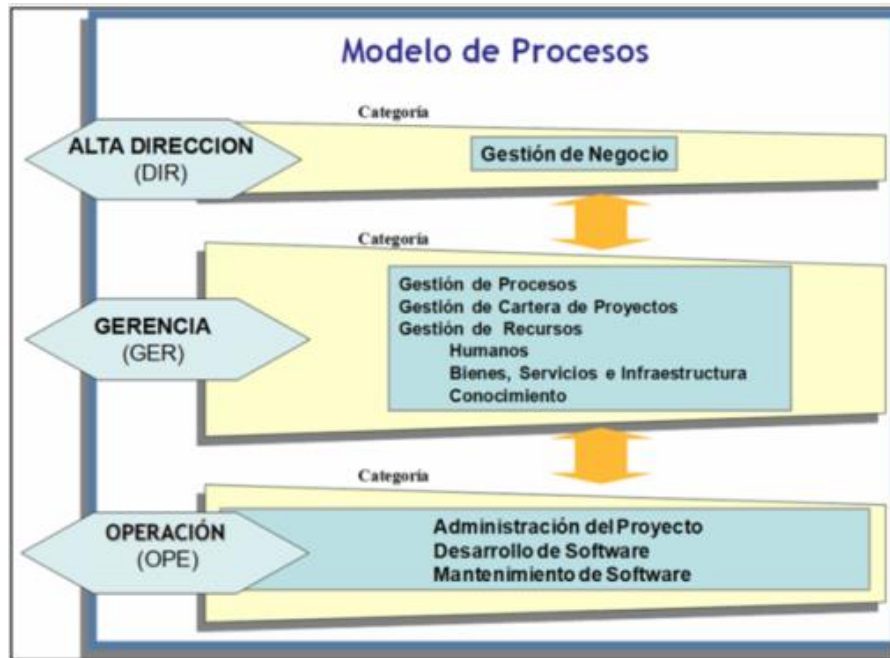 Modelo de Procesos
Categoría
ALTA DIRECCION
(DIR)
Gestión de Negocio
Categoría
GERENCIA
(GER)
Gestión de Procesos
Gestión de Cartera de Proyectos
Gestión de Recursos
Humanos
Bienes, Servicios e Infraestructura
Conocimiento
Categoría
OPERACIÓN
(OPE)
Administración del Proyecto
Desarrollo de Software
Mantenimiento de Software